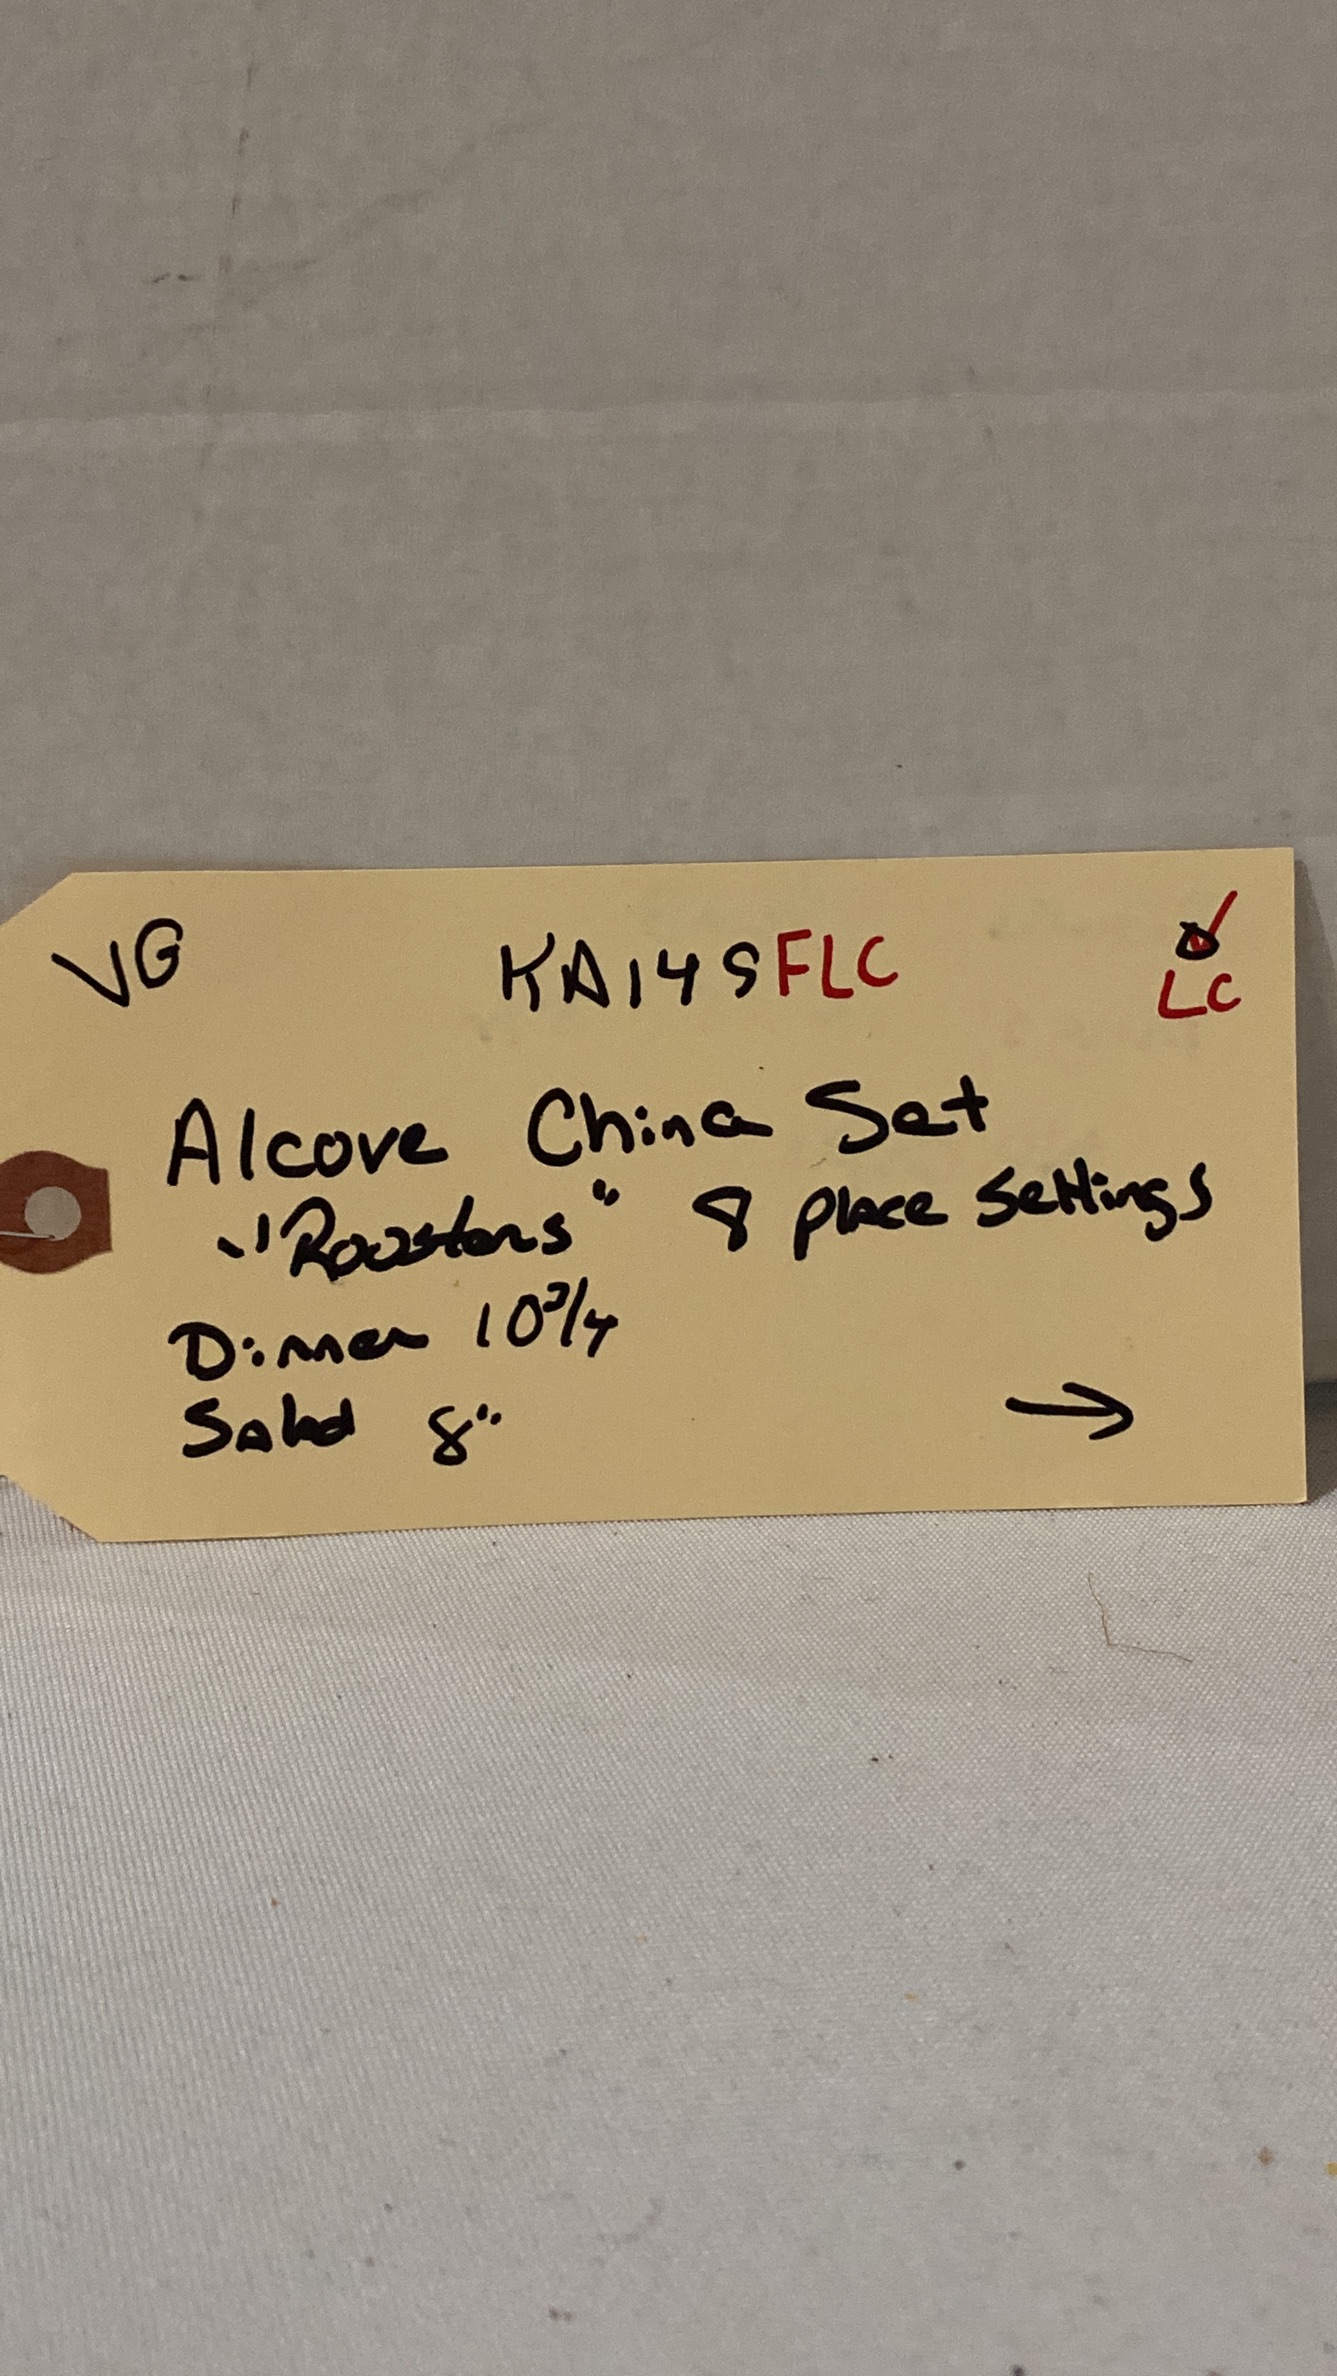 VG KA149FLC
LC
Alcove China Set
"Roosters" 8 place settings
Dinner 10 3/4
Salad 8"
→